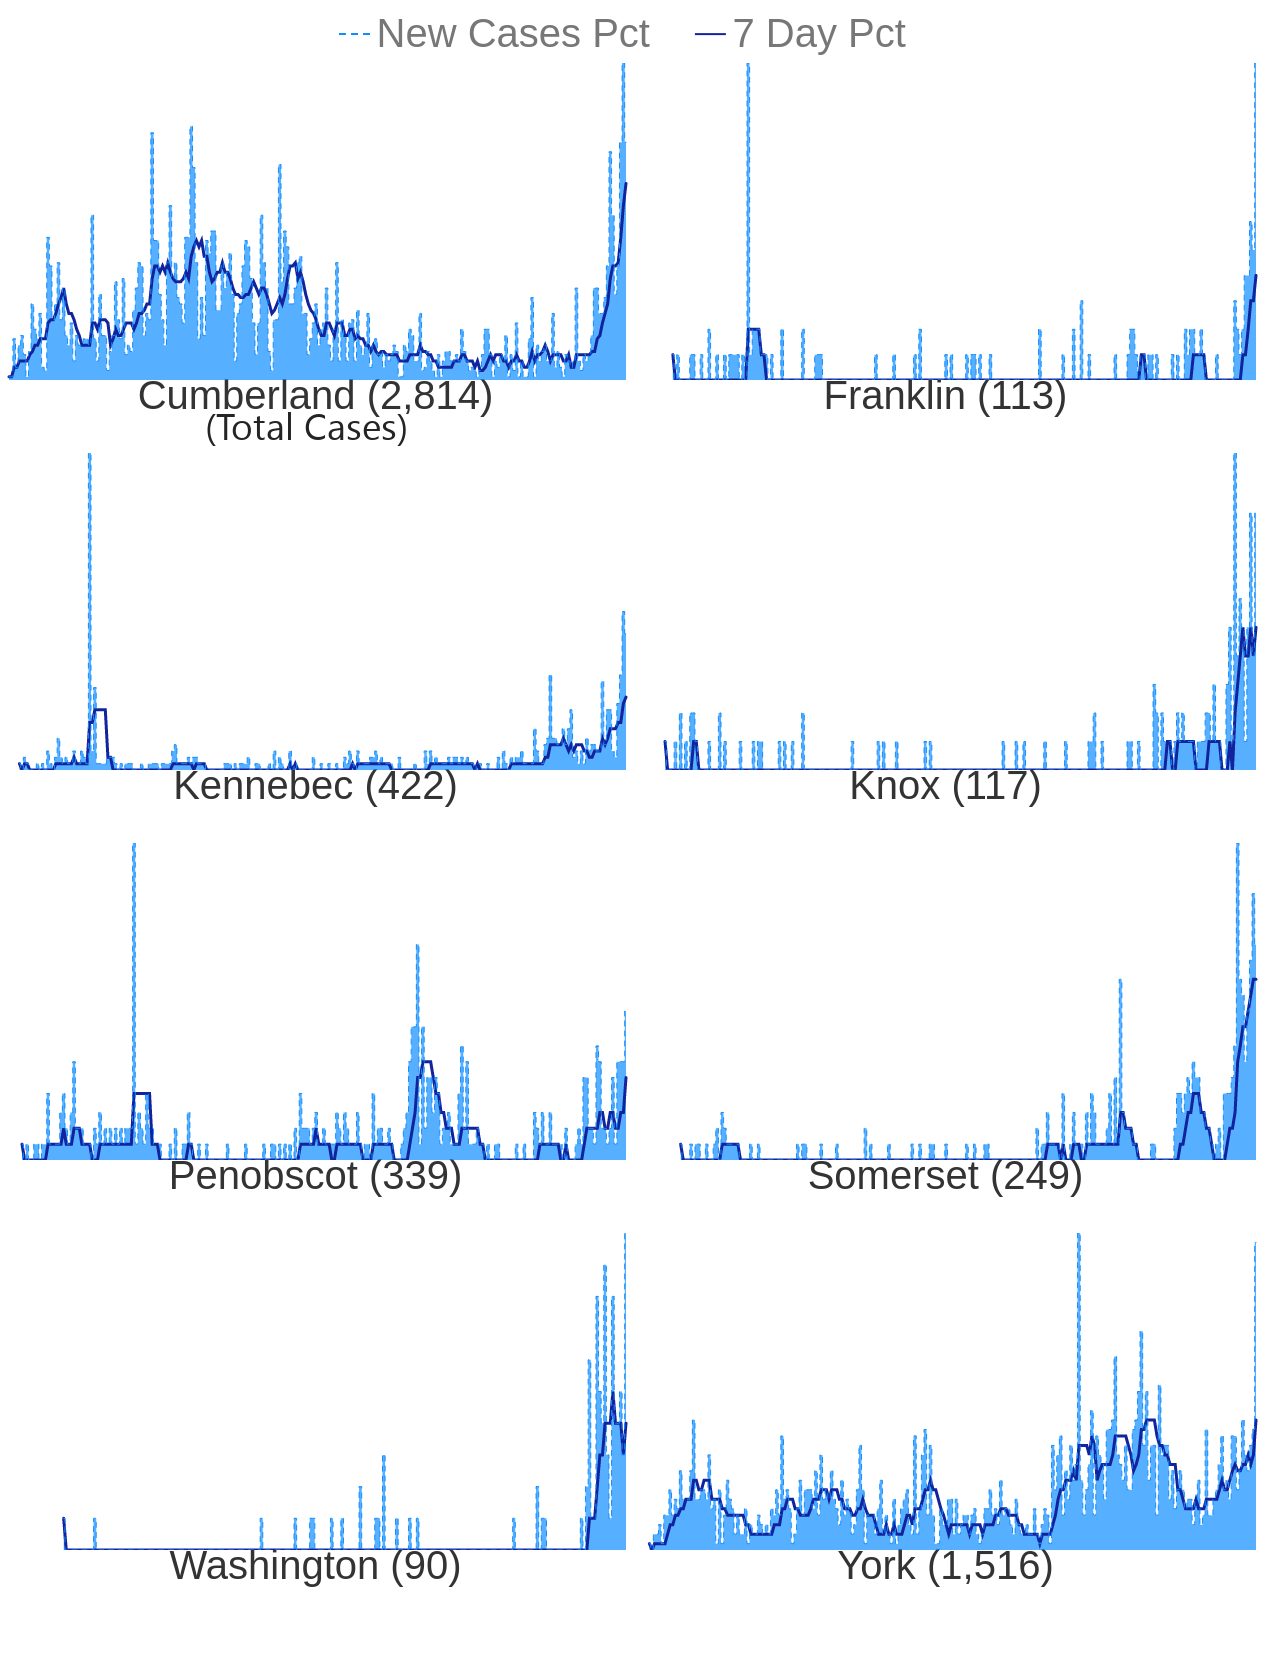 New Cases Pct 7 Day Pct
Cumberland (2,814) Franklin (113)
(Total Cases)
Kennebec (422) Knox (117)
Penobscot (339) Somerset (249)
Washington (90) York (1,516)